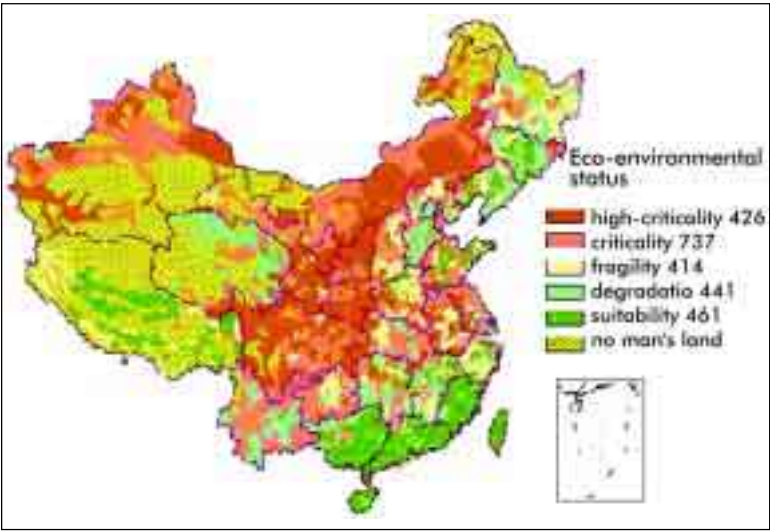 Eco-environmental
status
high-criticality 426
criticality 737
fragility 414
degradatio 441
suitability 461
no man's land